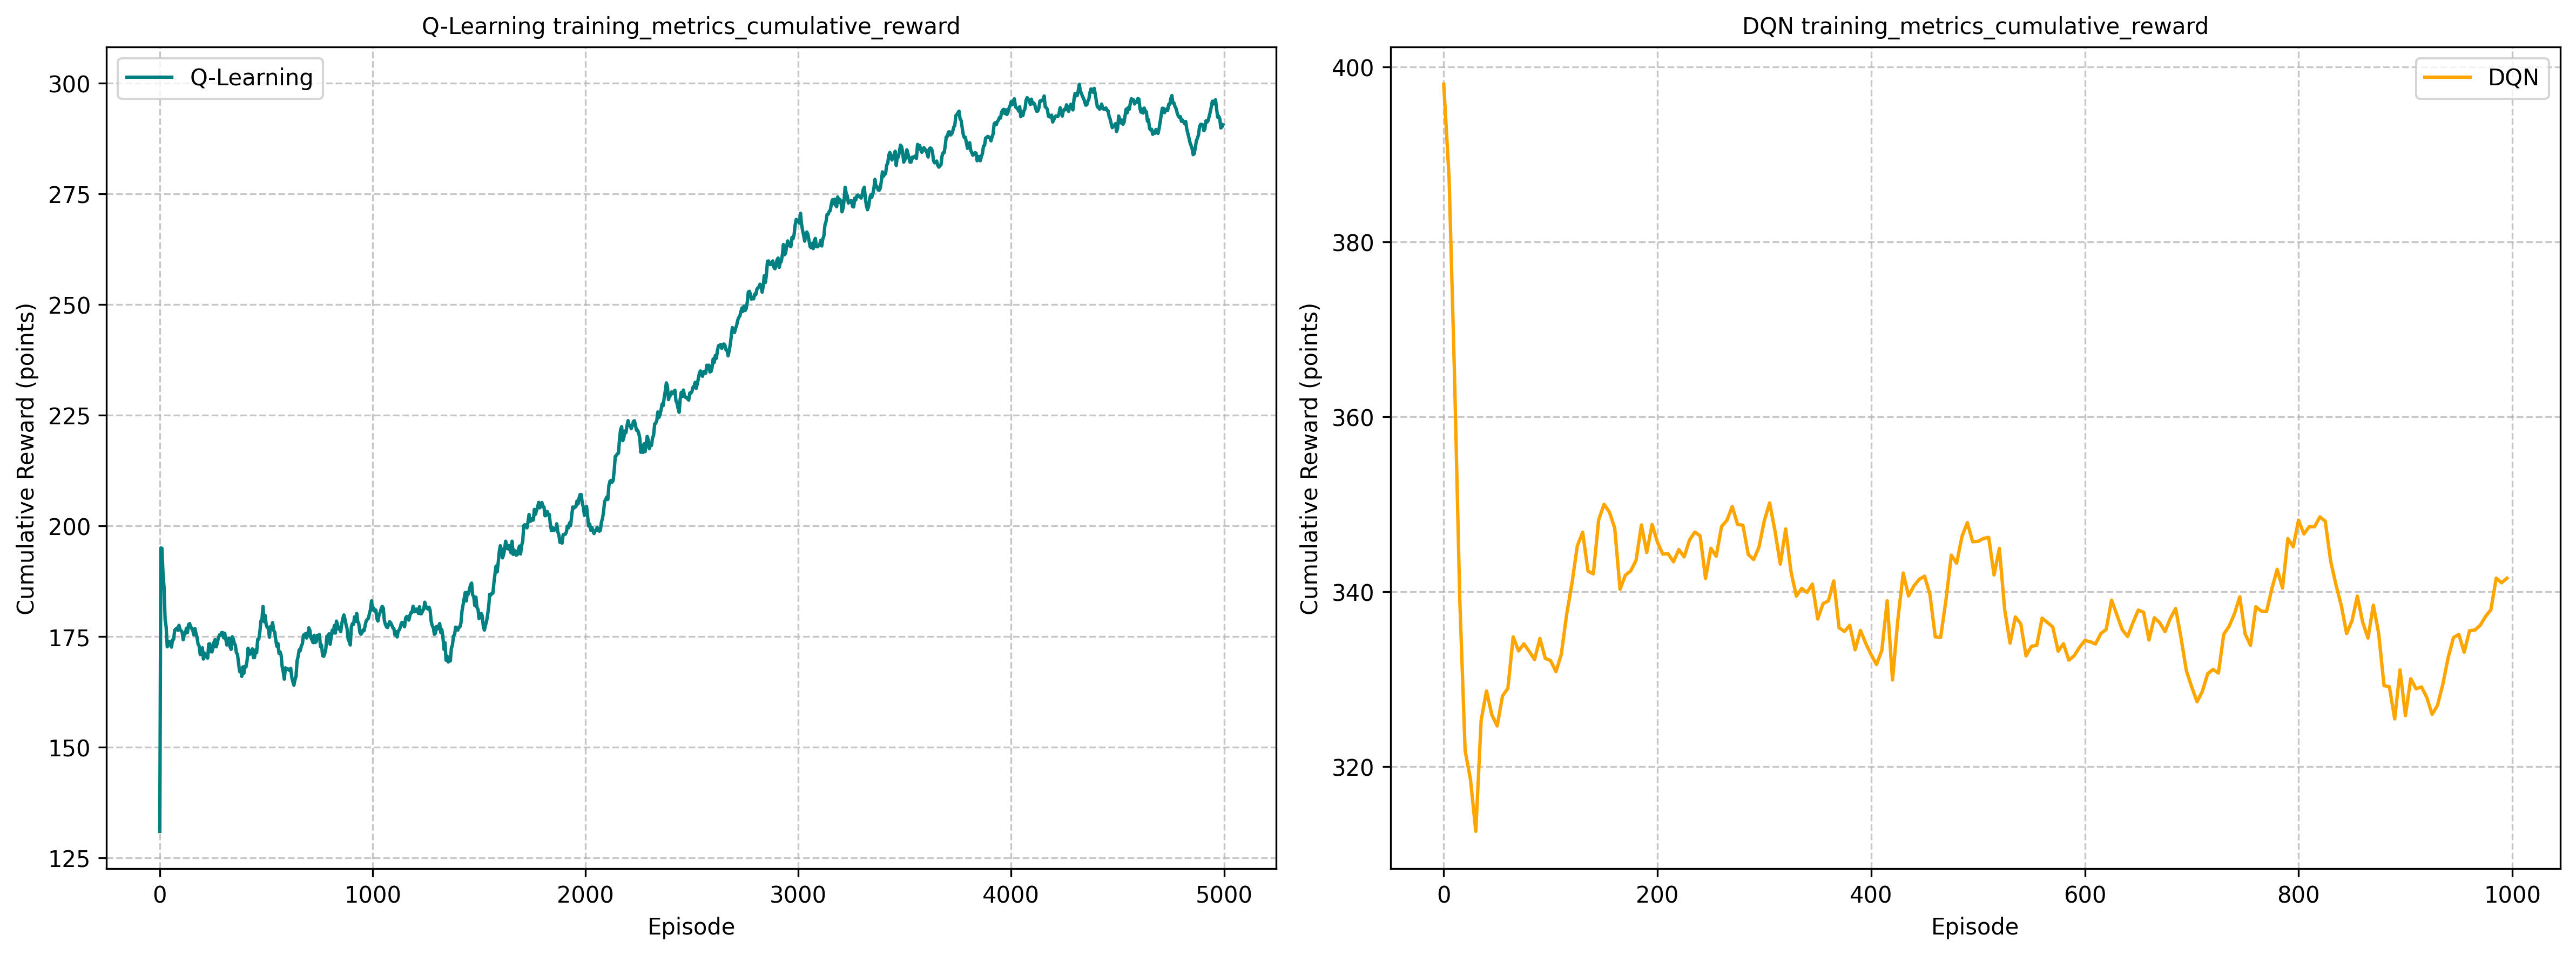 Q-Learning training_metrics_cumulative_reward
Q-Learning
300
275
250
225
200
175
150
125
Cumulative Reward (points)
0 1000 2000 3000 4000 5000
Episode
DQN training_metrics_cumulative_reward
DQN
400
380
360
340
320
Cumulative Reward (points)
0 200 400 600 800 1000
Episode